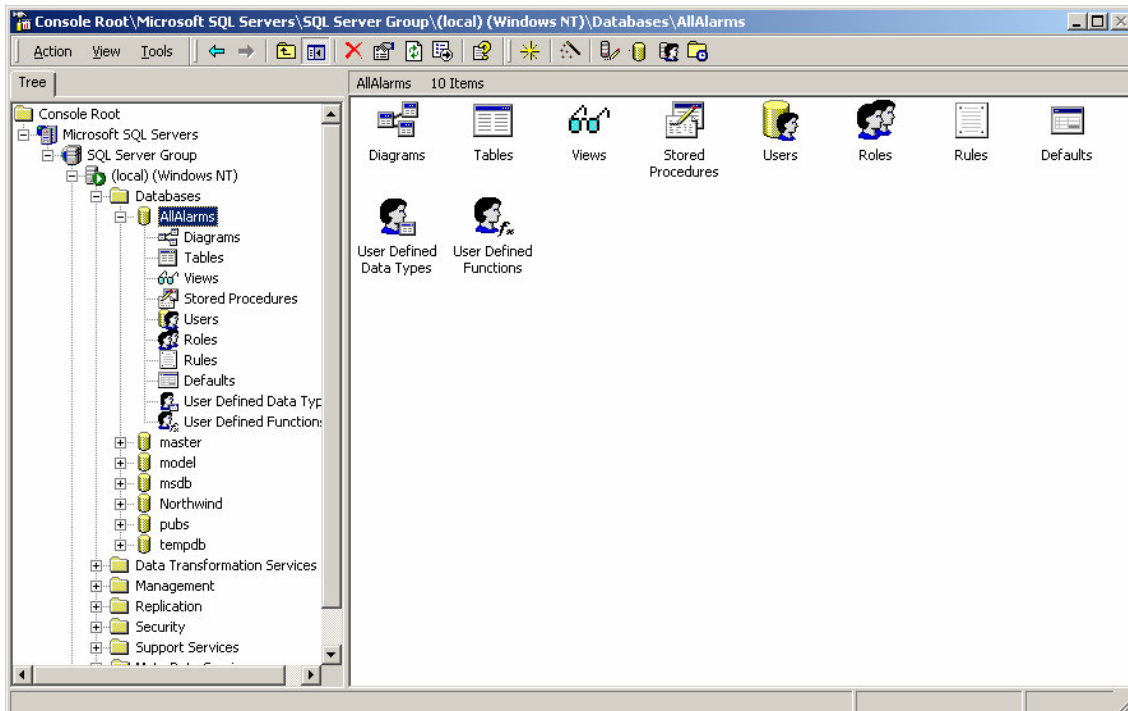 Console Root\Microsoft SQL Servers\SQL Server Group\(local) (Windows NT)\Databases\AllAlarms
Action View Tools
Tree
AllAlarms 10 Items
Console Root
Microsoft SQL Servers
SQL Server Group
(local) (Windows NT)
Databases
AllAlarms
Diagrams
Tables
Views
Stored Procedures
Users
Roles
Rules
Defaults
User Defined Data Typ
User Defined Function
master
model
msdb
Northwind
pubs
tempdb
Data Transformation Services
Management
Replication
Security
Support Services
Diagrams
Tables
Views
Stored
Procedures
Users
Roles
Rules
Defaults
User Defined
Data Types
User Defined
Functions